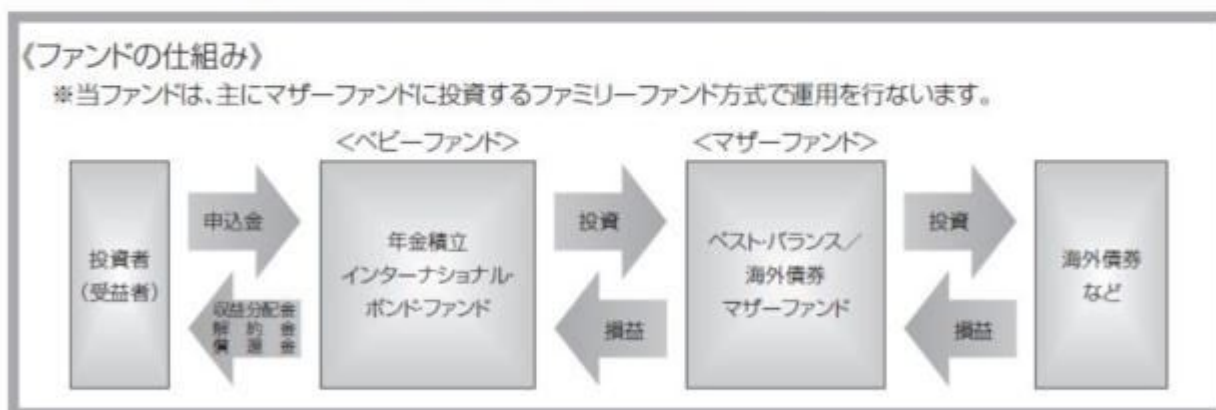 《ファンドの仕組み》
※当ファンドは、主にマザーファンドに投資するファミリーファンド方式で運用を行ないます。
＜ベビーファンド＞
＜マザーファンド＞
投資者
（受益者）
申込金
収益分配金
解約金
償還金
年金積立
インターナショナル・
ボンド・ファンド
投資
損益
ベスト・バランス／
海外債券
マザーファンド
投資
損益
海外債券
など